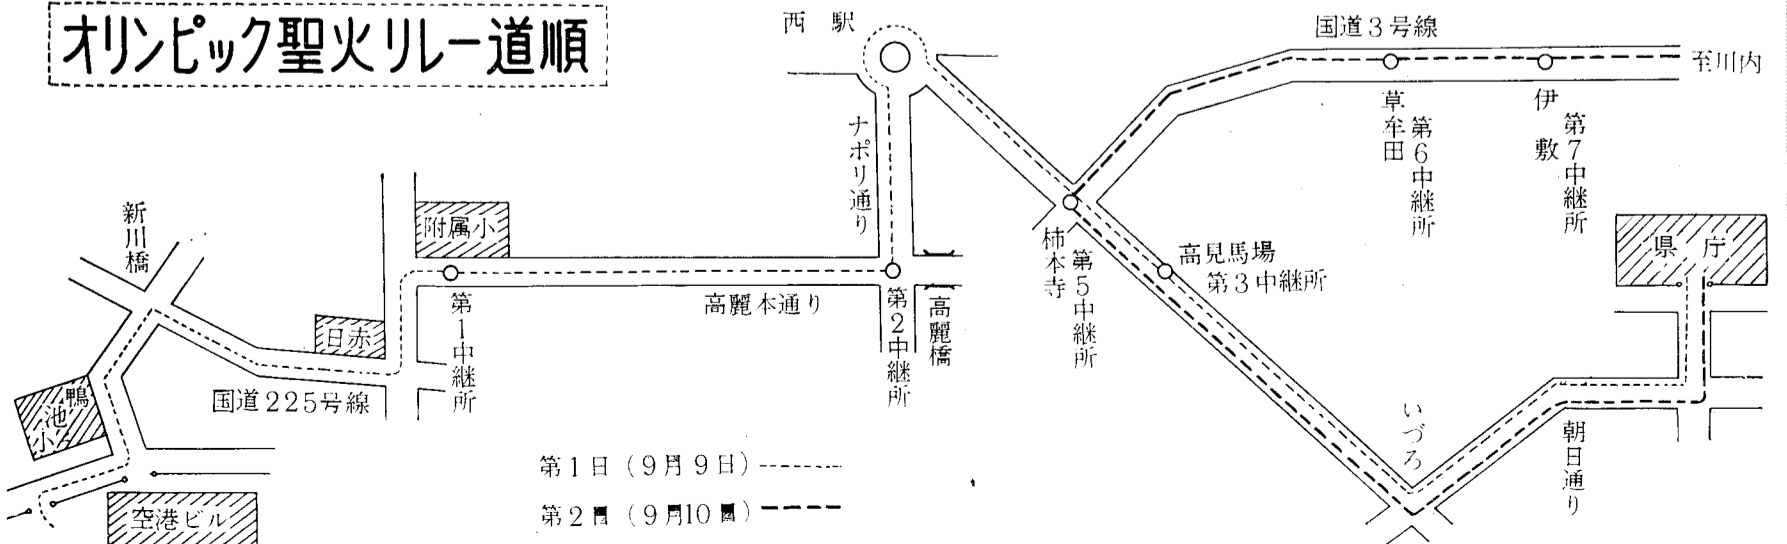 オリンピック聖火リレー道順
西駅
国道3号線
至川内
草牟田
第6中継所
伊敷
第7中継所
ナポリ通り
新川橋
附属小
県庁
柿本寺
第5中継所
高見馬場
第3中継所
高麗本通り
第2中継所
高麗橋
日赤
第1中継所
国道225号線
鴨池小
いづろ
朝日通り
第1日(9月9日)
第2日(9月10日)
空港ビル